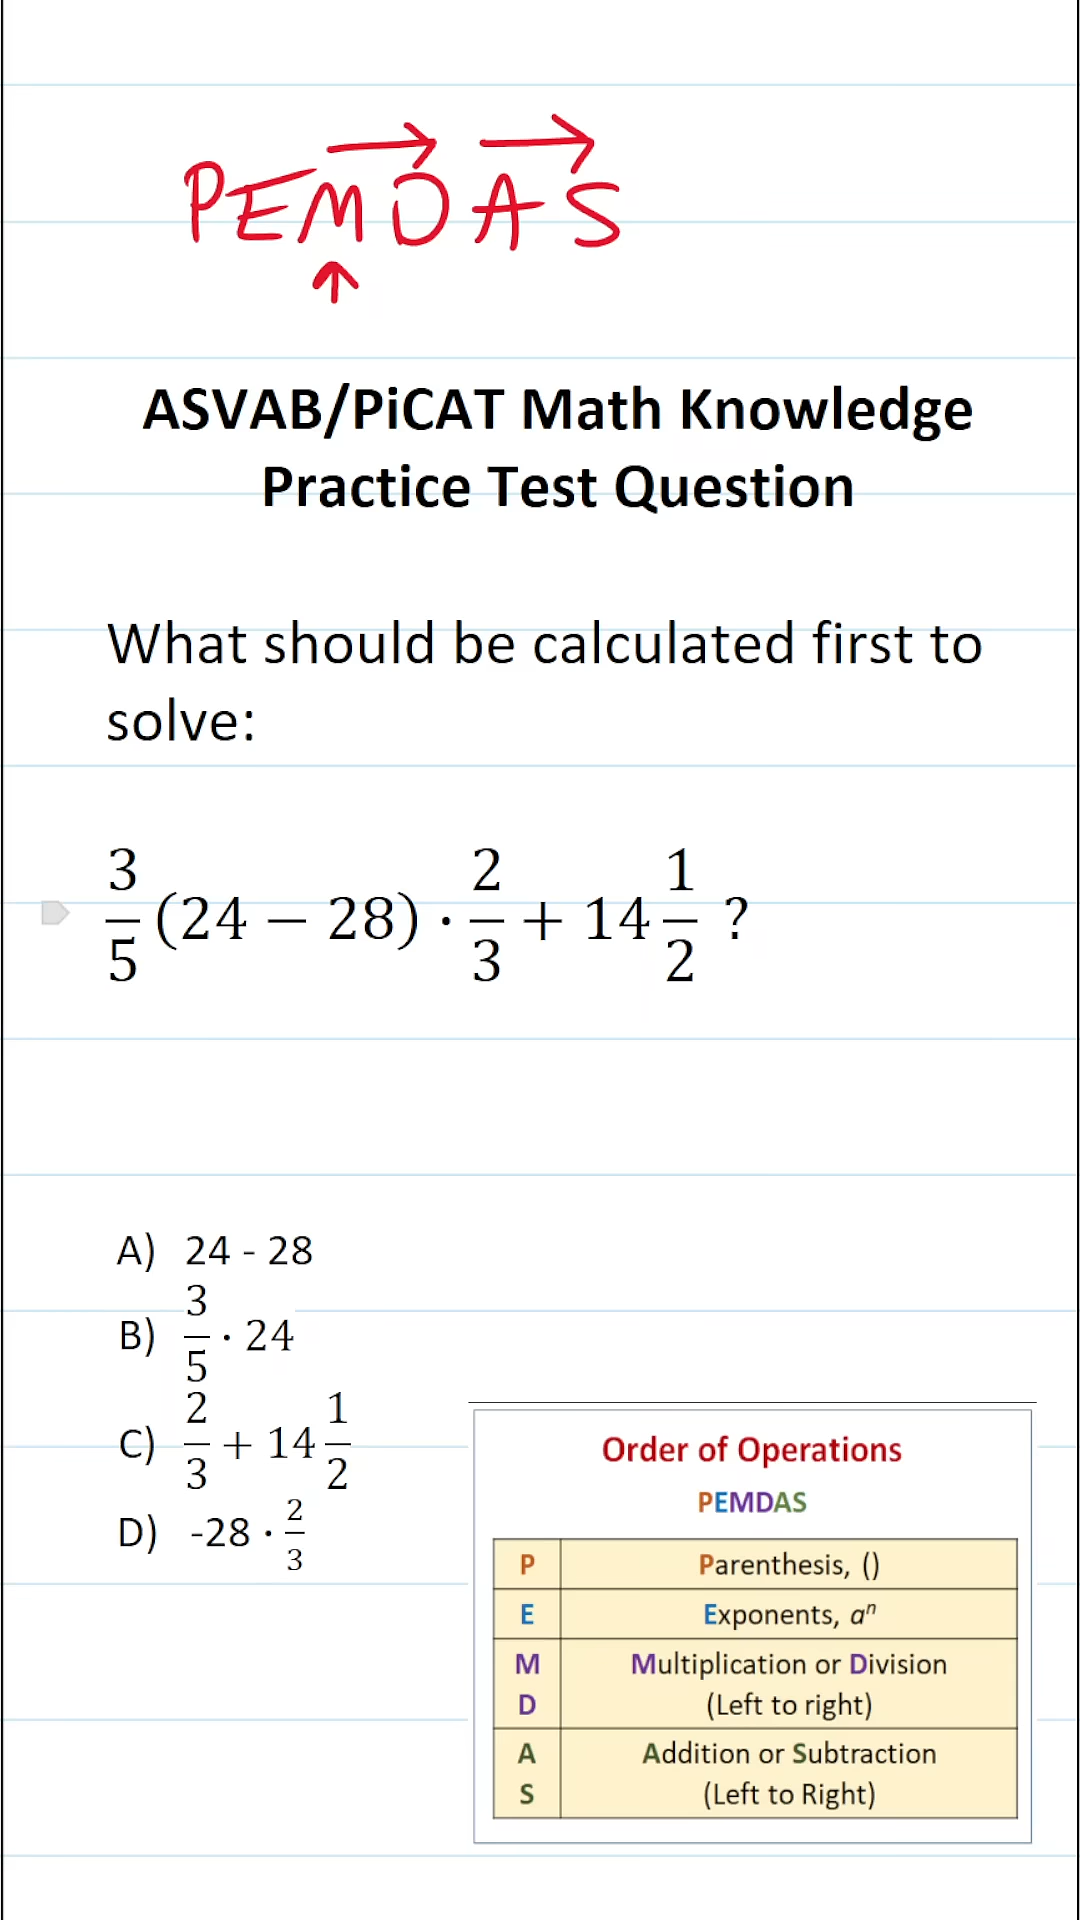 PEMDAS
ASVAB/PiCAT Math Knowledge
Practice Test Question
What should be calculated first to
solve:
3/5 (24 − 28) · 2/3 + 14 1/2 ?
A) 24 - 28
B) 3/5 · 24
C) 2/3 + 14 1/2
D) -28 · 2/3
Order of Operations
PEMDAS
P Parenthesis, ()
E Exponents, aⁿ
M Multiplication or Division
D (Left to right)
A Addition or Subtraction
S (Left to Right)